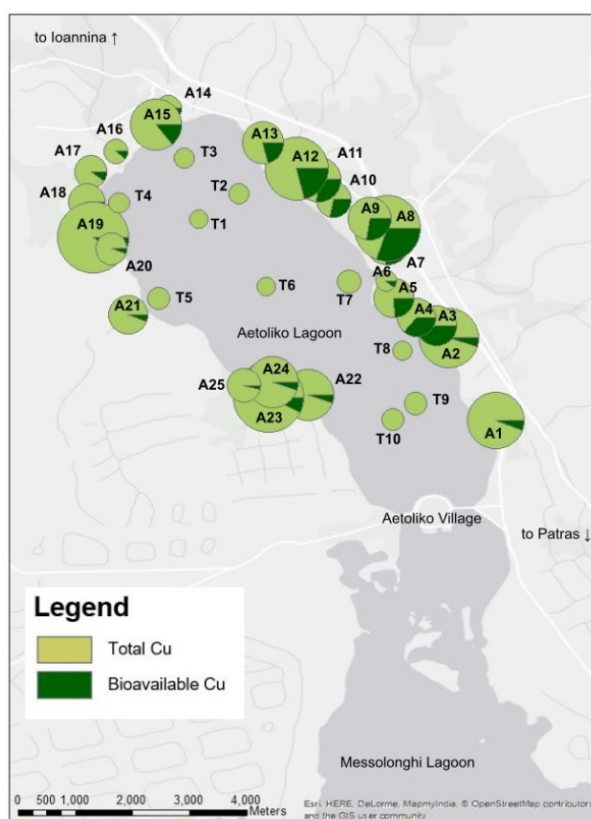 to Ioannina ↑
A14
A15
A16
A13
A11
A17
T3
A12
A10
A18
T4
T2
A9
A8
A19
T1
A20
A7
A6
T5
T6
T7
A5
A21
A4
A3
Aetoliko Lagoon
T8
A2
A24
A25
A22
A23
T9
T10
A1
Aetoliko Village
to Patras ↓
Legend
Total Cu
Bioavailable Cu
Messolonghi Lagoon
0 500 1,000 2,000 3,000 4,000
Meters
Esri, HERE, DeLorme, MapmyIndia, © OpenStreetMap contributors
and the GIS user community